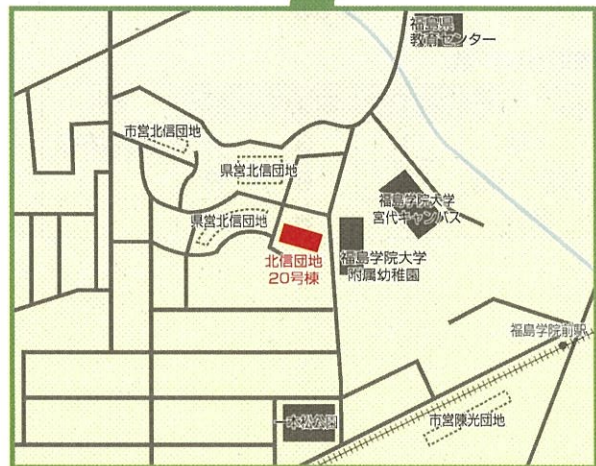 福島県
教育センター
市営北信団地
県営北信団地
福島学院大学
宮代キャンパス
県営北信団地
北信団地
20号棟
福島学院大学
附属幼稚園
福島学院前駅
一本松公園
市営陳光団地